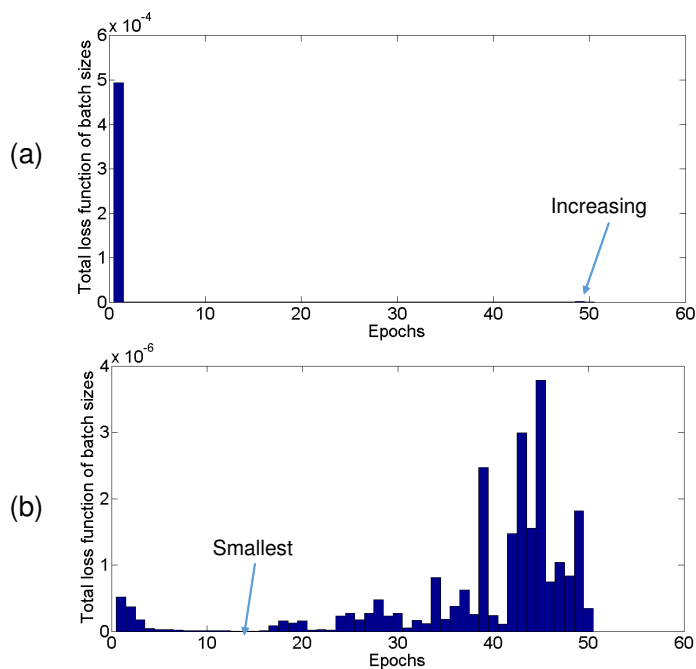 (a)
Total loss function of batch sizes
6 x 10-4
5
4
3
2
1
0
Increasing
0 10 20 30 40 50 60
Epochs
(b)
Total loss function of batch sizes
4 x 10-6
3
2
1
0
Smallest
0 10 20 30 40 50 60
Epochs